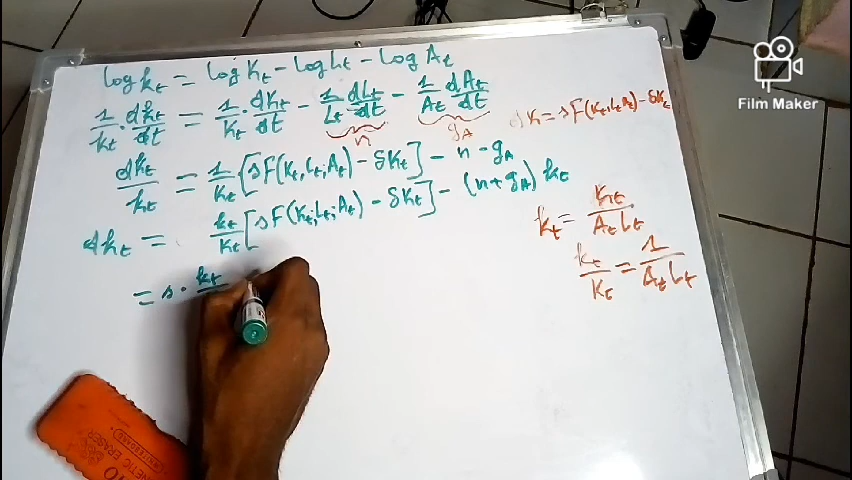 log k_t = log K_t - log L_t - log A_t
1/k_t · dk_t/dt = 1/K_t · dK_t/dt - 1/L_t dL_t/dt - 1/A_t dA_t/dt
n g_A
dK = sF(K_t, L_t A_t) - δK_t
dk_t/k_t = 1/K_t [sF(K_t, L_t; A_t) - δK_t] - n - g_A
dk_t = k_t/K_t [sF(K_t; L_t; A_t) - δK_t] - (n + g_A) k_t
= s · k_t
k_t = K_t/A_t L_t
k_t/K_t = 1/A_t L_t
Film Maker
MAGNETIC ERASER